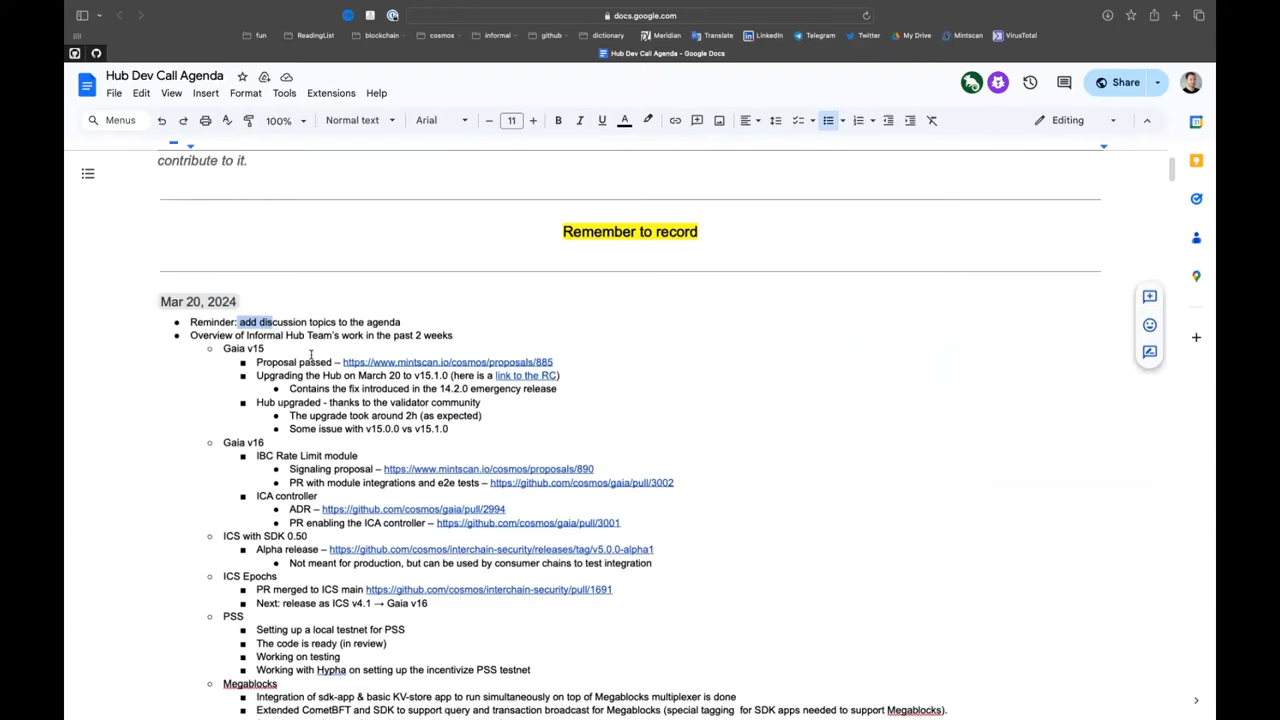 docs.google.com
fun ReadingList blockchain cosmos informal github dictionary Meridian Translate LinkedIn Telegram Twitter My Drive Mintscan VirusTotal
Hub Dev Call Agenda - Google Docs
Hub Dev Call Agenda
File Edit View Insert Format Tools Extensions Help
Share
Menus 100% Normal text Arial 11 Editing
contribute to it.
Remember to record
Mar 20, 2024
Reminder: add discussion topics to the agenda
Overview of Informal Hub Team's work in the past 2 weeks
Gaia v15
Proposal passed – https://www.mintscan.io/cosmos/proposals/885
Upgrading the Hub on March 20 to v15.1.0 (here is a link to the RC)
Contains the fix introduced in the 14.2.0 emergency release
Hub upgraded - thanks to the validator community
The upgrade took around 2h (as expected)
Some issue with v15.0.0 vs v15.1.0
Gaia v16
IBC Rate Limit module
Signaling proposal – https://www.mintscan.io/cosmos/proposals/890
PR with module integrations and e2e tests – https://github.com/cosmos/gaia/pull/3002
ICA controller
ADR – https://github.com/cosmos/gaia/pull/2994
PR enabling the ICA controller – https://github.com/cosmos/gaia/pull/3001
ICS with SDK 0.50
Alpha release – https://github.com/cosmos/interchain-security/releases/tag/v5.0.0-alpha1
Not meant for production, but can be used by consumer chains to test integration
ICS Epochs
PR merged to ICS main https://github.com/cosmos/interchain-security/pull/1691
Next: release as ICS v4.1 → Gaia v16
PSS
Setting up a local testnet for PSS
The code is ready (in review)
Working on testing
Working with Hypha on setting up the incentivize PSS testnet
Megablocks
Integration of sdk-app & basic KV-store app to run simultaneously on top of Megablocks multiplexer is done
Extended CometBFT and SDK to support query and transaction broadcast for Megablocks (special tagging for SDK apps needed to support Megablocks).